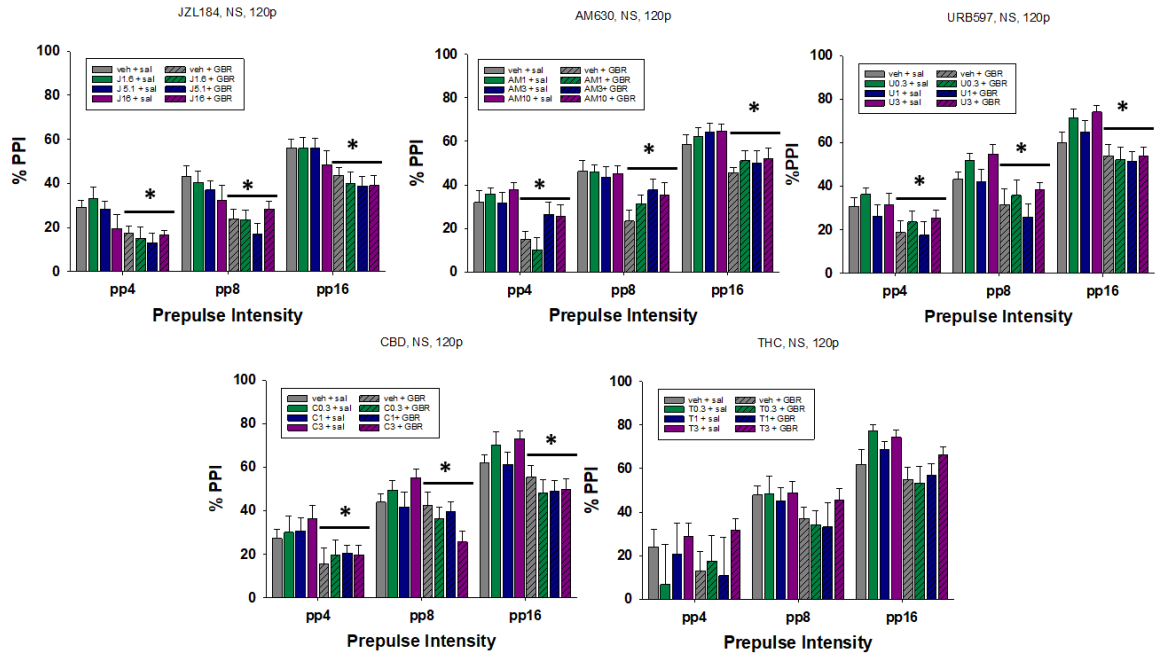 JZL184, NS, 120p
% PPI
100
80
60
40
20
0
veh + sal
veh + GBR
J1.6 + sal
J1.6 + GBR
J5.1 + sal
J5.1+ GBR
J16 + sal
J16 + GBR
*
*
*
pp4
pp8
pp16
Prepulse Intensity
AM630, NS, 120p
% PPI
100
80
60
40
20
0
veh + sal
veh + GBR
AM1 + sal
AM1 + GBR
AM3 + sal
AM3+ GBR
AM10 + sal
AM10 + GBR
*
*
*
pp4
pp8
pp16
Prepulse Intensity
URB597, NS, 120p
%PPI
100
80
60
40
20
0
veh + sal
veh + GBR
U0.3 + sal
U0.3 + GBR
U1 + sal
U1+ GBR
U3 + sal
U3 + GBR
*
*
*
pp4
pp8
pp16
Prepulse Intensity
CBD, NS, 120p
% PPI
100
80
60
40
20
0
veh + sal
veh + GBR
C0.3 + sal
C0.3 + GBR
C1 + sal
C1+ GBR
C3 + sal
C3 + GBR
*
*
*
pp4
pp8
pp16
Prepulse Intensity
THC, NS, 120p
% PPI
100
80
60
40
20
0
veh + sal
veh + GBR
T0.3 + sal
T0.3 + GBR
T1 + sal
T1+ GBR
T3 + sal
T3 + GBR
pp4
pp8
pp16
Prepulse Intensity